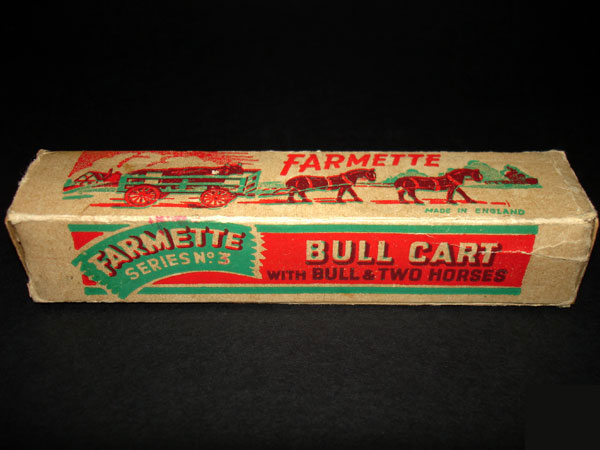 FARMETTE
MADE IN ENGLAND
FARMETTE
SERIES No 3
BULL CART
WITH BULL & TWO HORSES